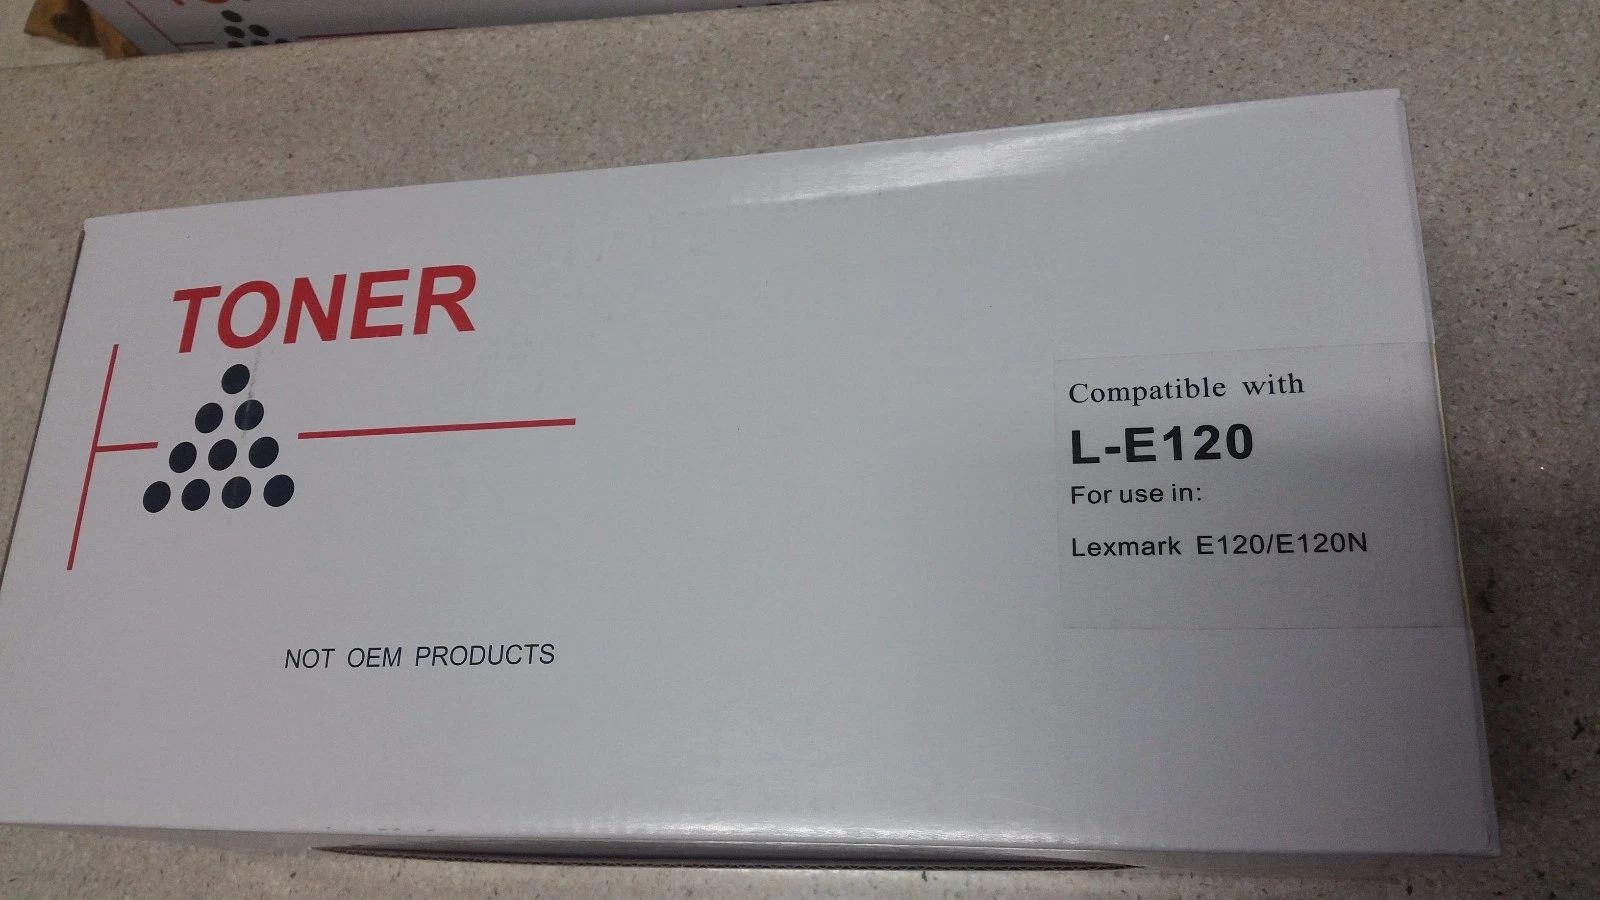 TONER
NOT OEM PRODUCTS
Compatible with
L-E120
For use in:
Lexmark E120/E120N